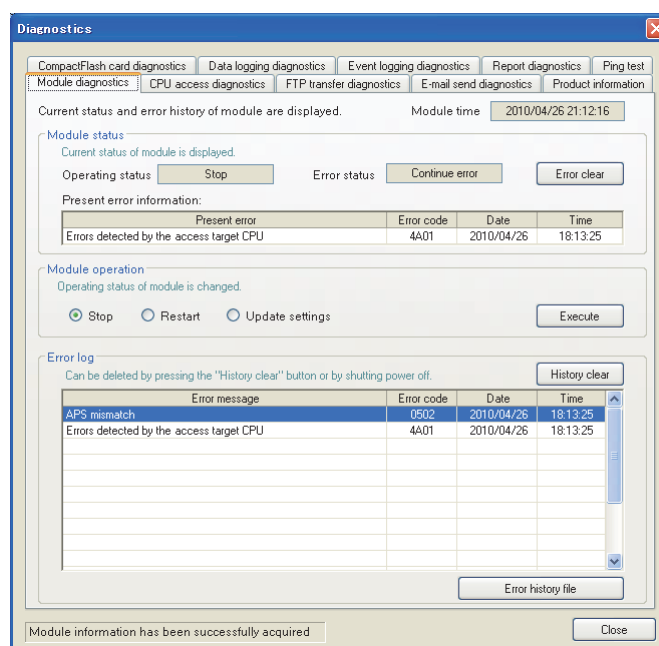 Diagnostics
CompactFlash card diagnostics Data logging diagnostics Event logging diagnostics Report diagnostics Ping test
Module diagnostics CPU access diagnostics FTP transfer diagnostics E-mail send diagnostics Product information
Current status and error history of module are displayed. Module time 2010/04/26 21:12:16
Module status
Current status of module is displayed.
Operating status Stop Error status Continue error Error clear
Present error information:
Present error Error code Date Time
Errors detected by the access target CPU 4A01 2010/04/26 18:13:25
Module operation
Operating status of module is changed.
Stop Restart Update settings Execute
Error log
Can be deleted by pressing the "History clear" button or by shutting power off. History clear
Error message Error code Date Time
APS mismatch 0502 2010/04/26 18:13:25
Errors detected by the access target CPU 4A01 2010/04/26 18:13:25
Error history file
Module information has been successfully acquired Close